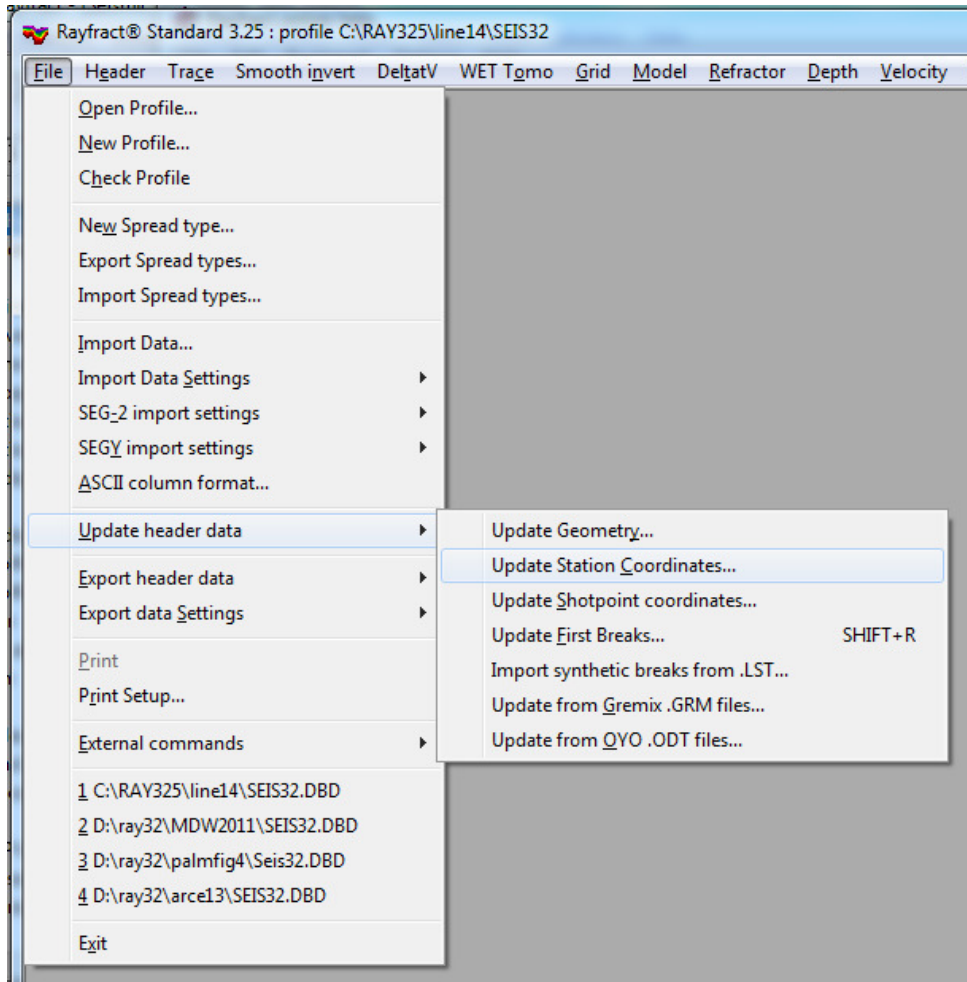 Rayfract® Standard 3.25 : profile C:\RAY325\line14\SEIS32
File Header Trace Smooth invert DeltatV WET Tomo Grid Model Refractor Depth Velocity
Open Profile...
New Profile...
Check Profile
New Spread type...
Export Spread types...
Import Spread types...
Import Data...
Import Data Settings
SEG-2 import settings
SEGY import settings
ASCII column format...
Update header data
Export header data
Export data Settings
Print
Print Setup...
External commands
1 C:\RAY325\line14\SEIS32.DBD
2 D:\ray32\MDW2011\SEIS32.DBD
3 D:\ray32\palmfig4\Seis32.DBD
4 D:\ray32\arce13\SEIS32.DBD
Exit
Update Geometry...
Update Station Coordinates...
Update Shotpoint coordinates...
Update First Breaks... SHIFT+R
Import synthetic breaks from .LST...
Update from Gremix .GRM files...
Update from OYO .ODT files...